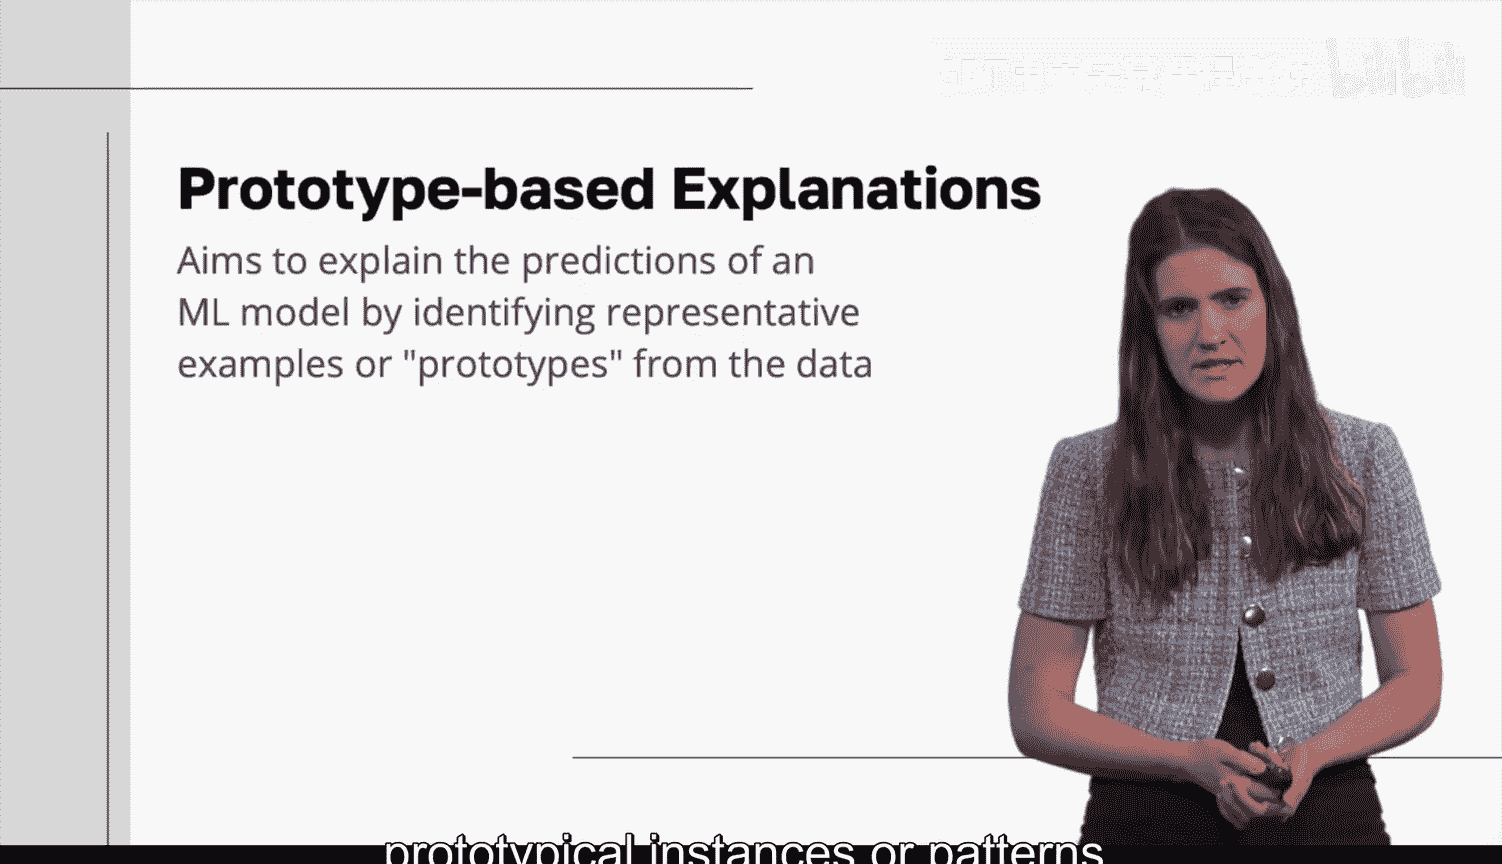 Prototype-based Explanations
Aims to explain the predictions of an
ML model by identifying representative
examples or "prototypes" from the data
prototypical instances or patterns